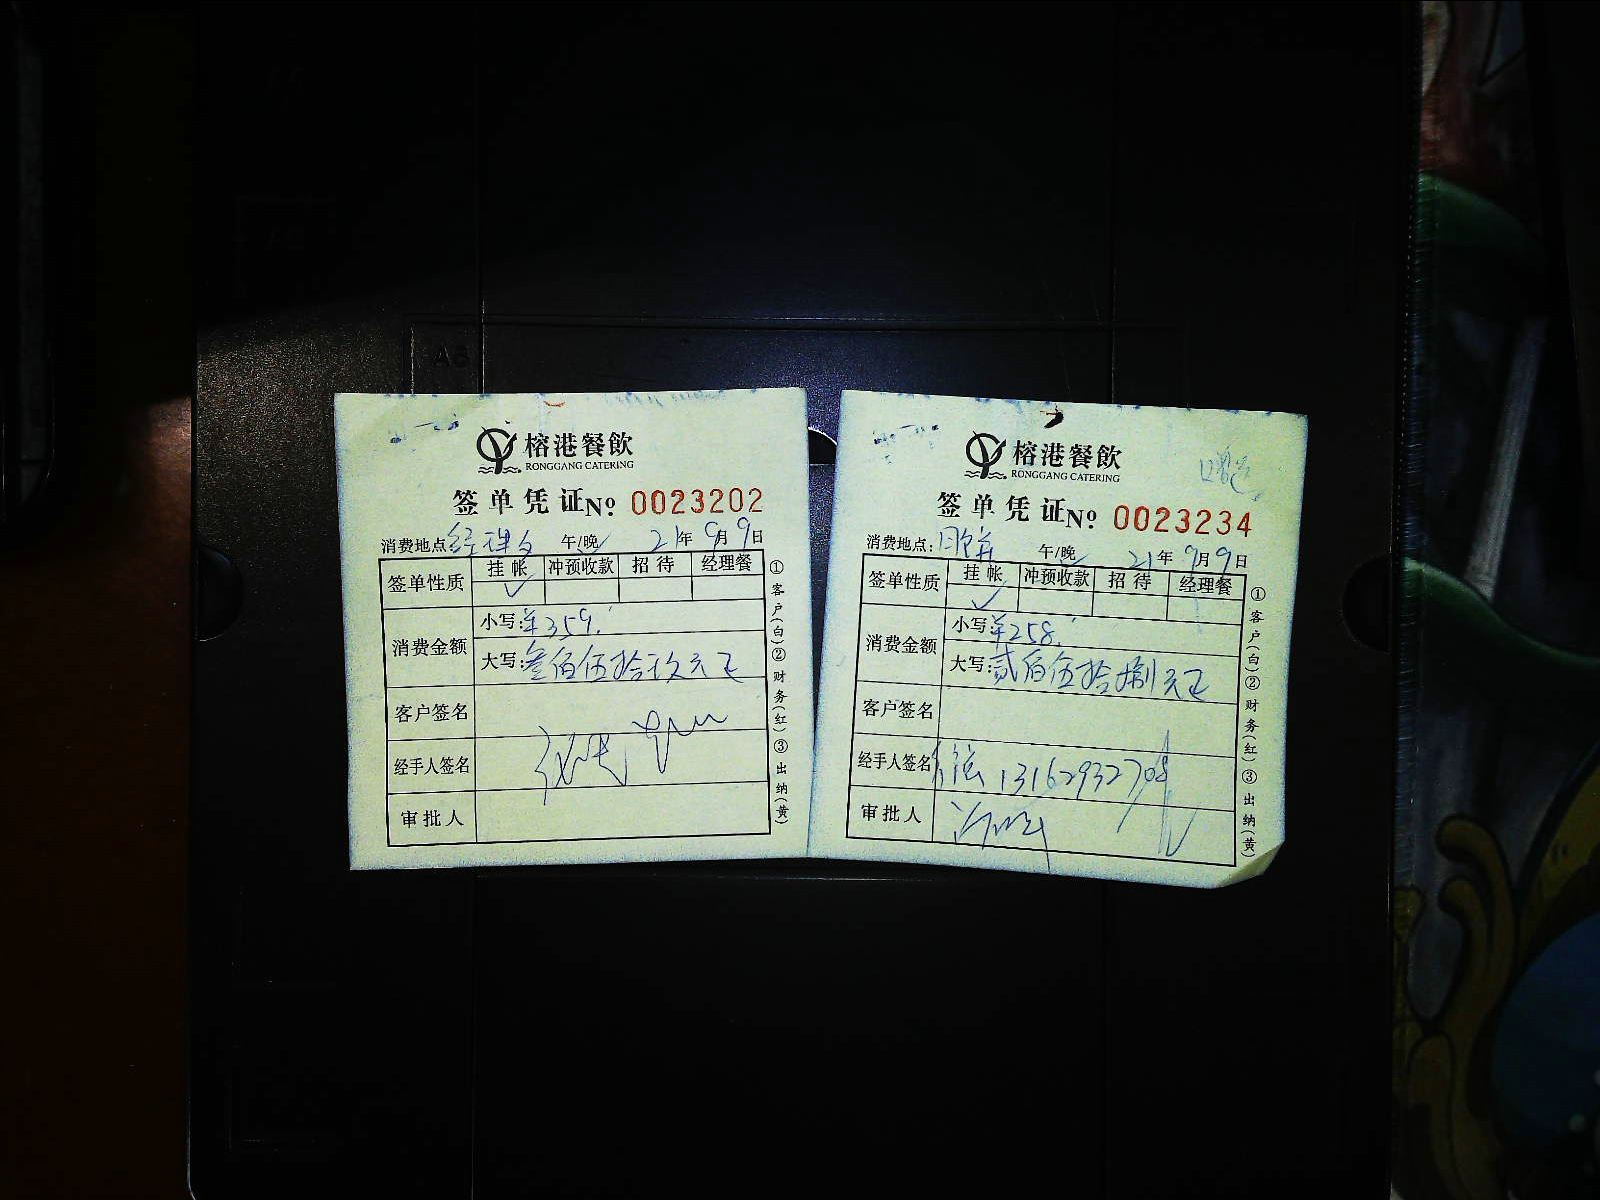 榕港餐飲
RONGGANG CATERING
签单凭证 No 0023202
消费地点 午/晚 21年9月9日
签单性质 挂帐 冲预收款 招待 经理餐
✓
消费金额 小写:¥359.
大写:叁佰伍拾玖元正
客户签名
经手人签名
审批人
①客户(白)②财务(红)③出纳(黄)
榕港餐飲
RONGGANG CATERING
签单凭证 No 0023234
消费地点:月饼 午/晚 21年9月9日
签单性质 挂帐 冲预收款 招待 经理餐
✓
消费金额 小写:¥258.
大写:贰佰伍拾捌元正
客户签名
经手人签名 13162932708
审批人
①客户(白)②财务(红)③出纳(黄)